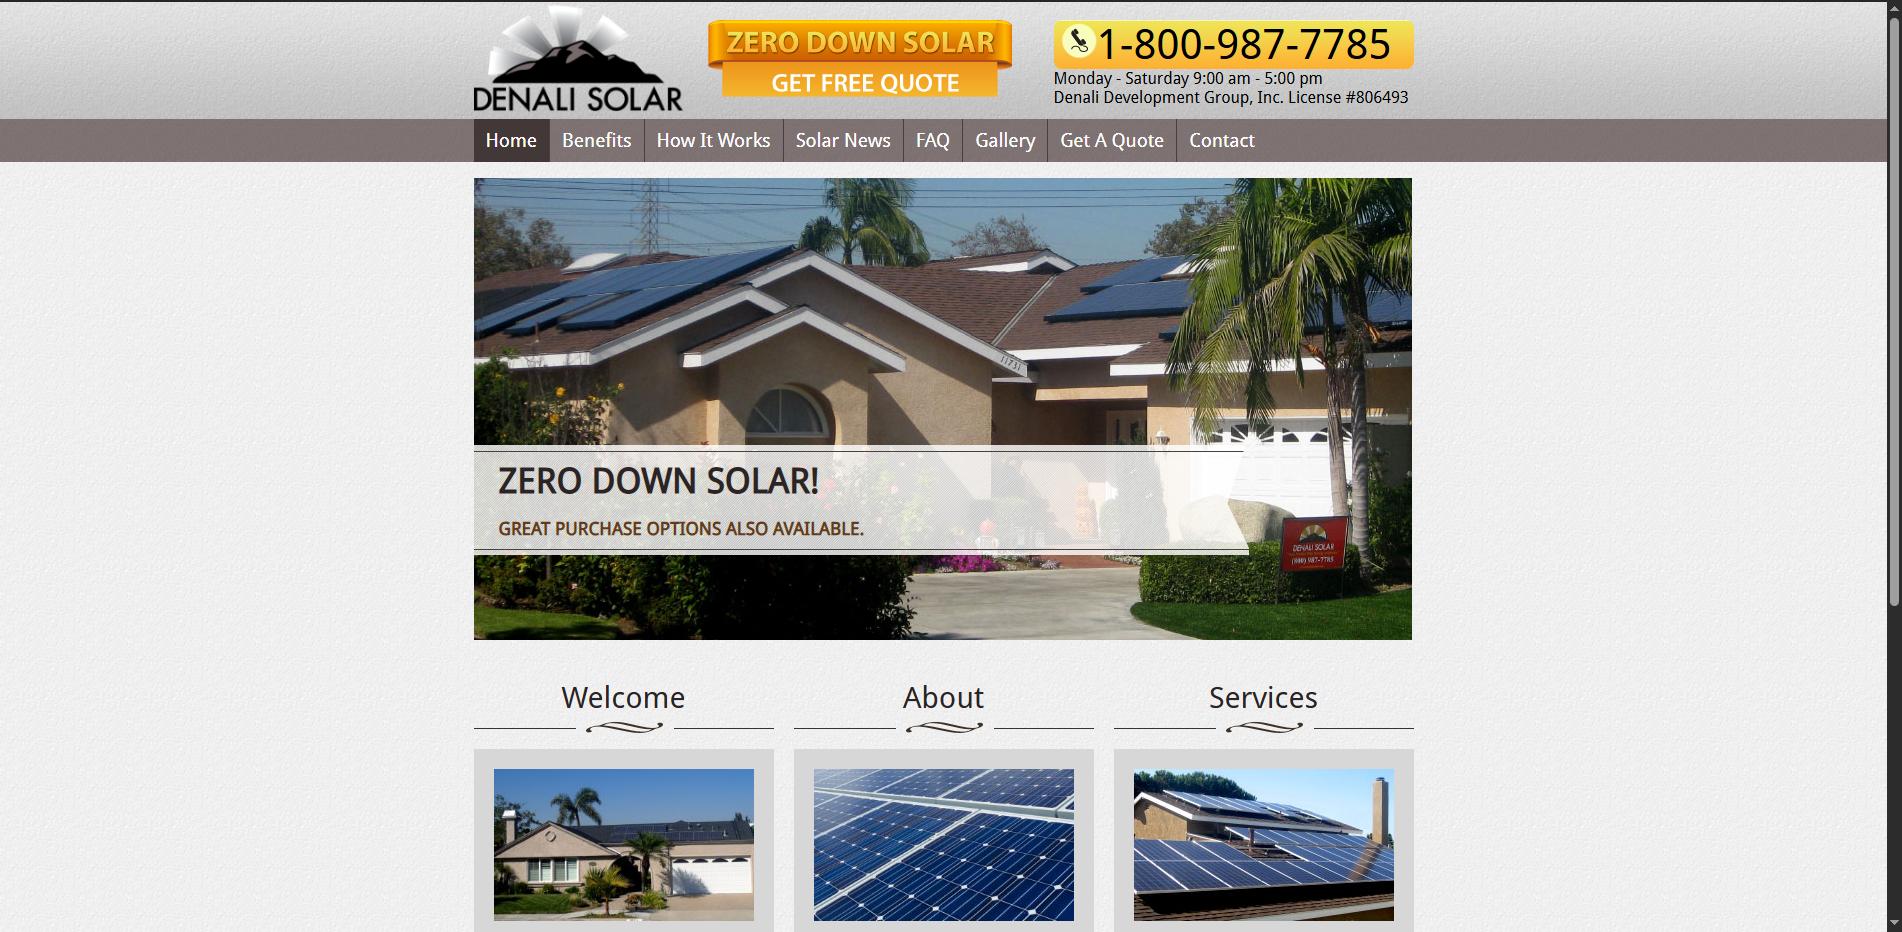 DENALI SOLAR
ZERO DOWN SOLAR
GET FREE QUOTE
1-800-987-7785
Monday - Saturday 9:00 am - 5:00 pm
Denali Development Group, Inc. License #806493
Home Benefits How It Works Solar News FAQ Gallery Get A Quote Contact
11731
ZERO DOWN SOLAR!
GREAT PURCHASE OPTIONS ALSO AVAILABLE.
DENALI SOLAR
(800) 987-7785
Welcome About Services